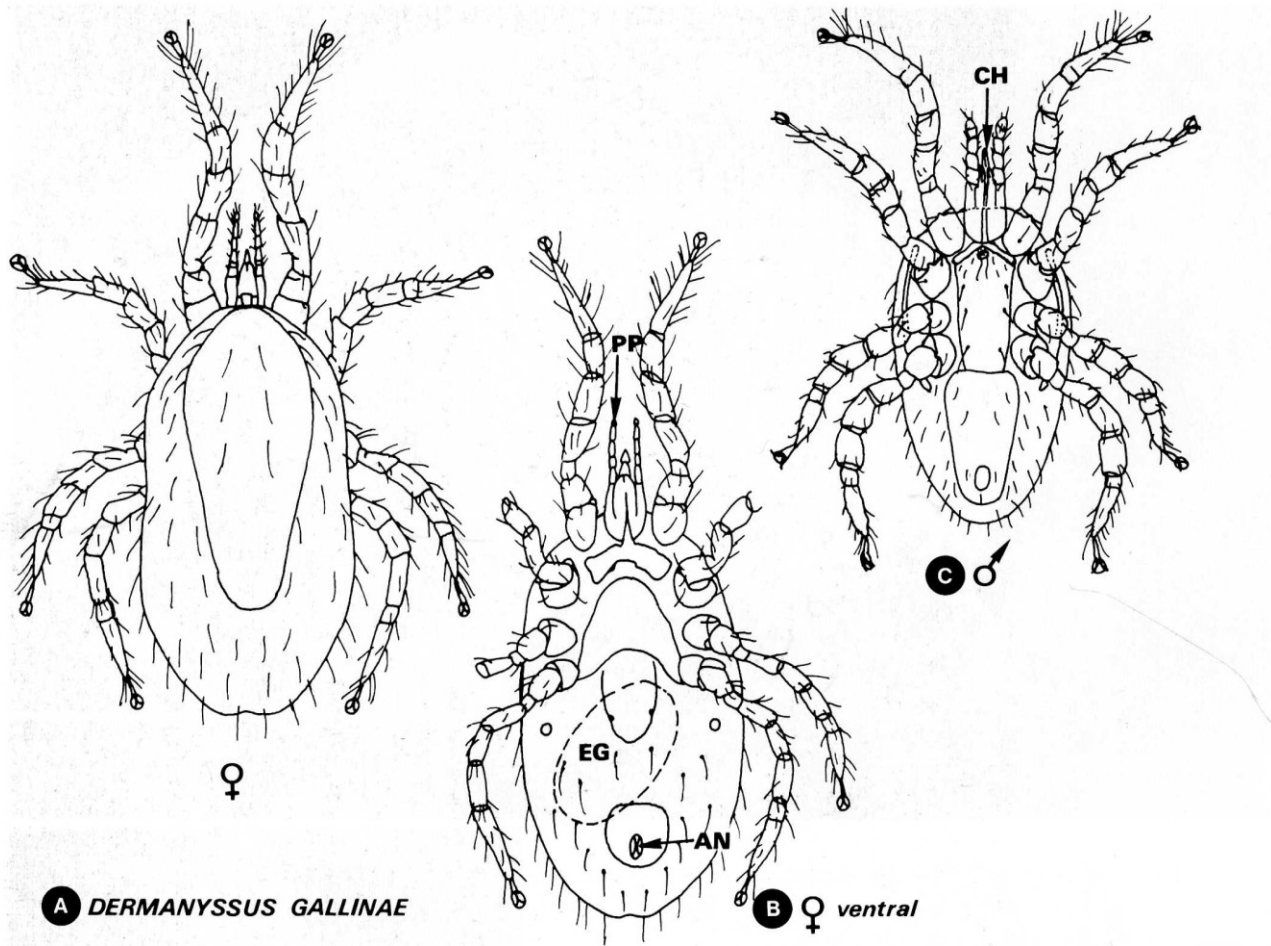 CH
PP
C ♂
EG
AN
♀
A DERMANYSSUS GALLINAE
B ♀ ventral